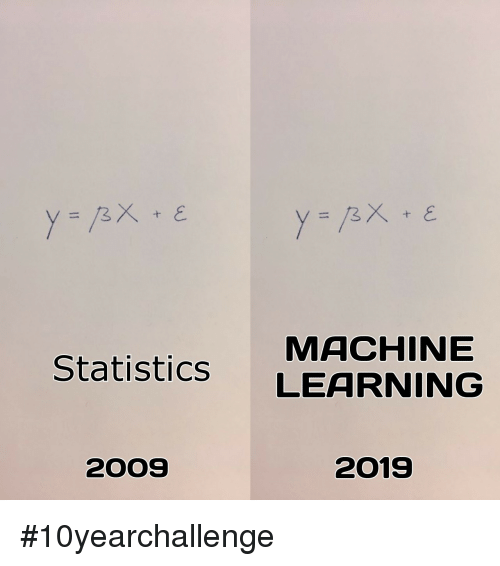 y = βX + ε
Statistics
2009
y = βX + ε
MACHINE
LEARNING
2019
#10yearchallenge